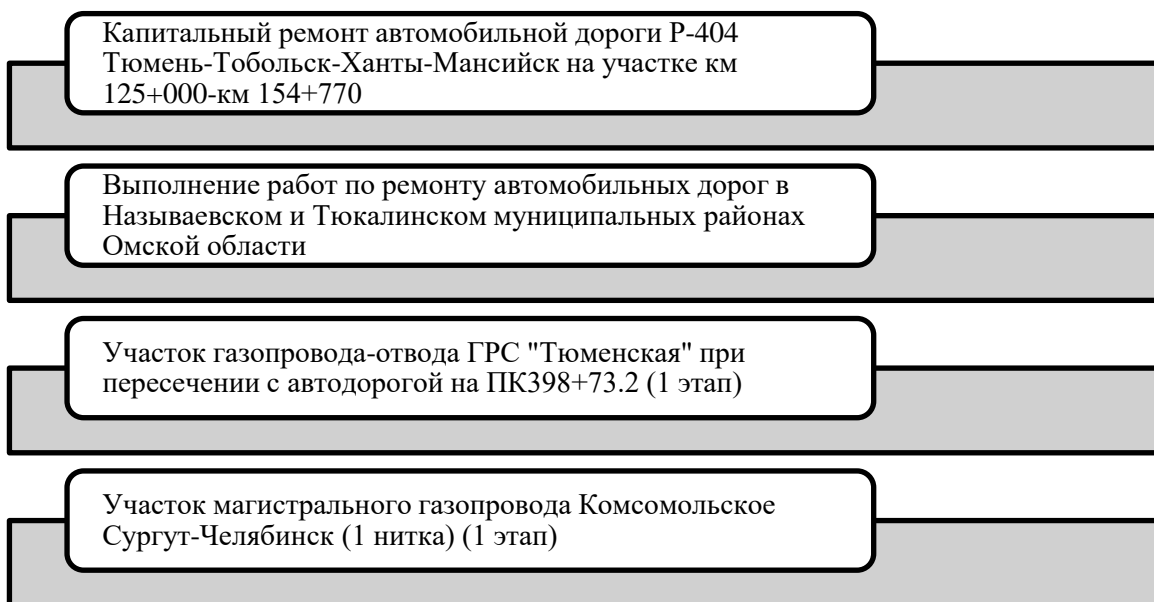 Капитальный ремонт автомобильной дороги Р-404
Тюмень-Тобольск-Ханты-Мансийск на участке км
125+000-км 154+770
Выполнение работ по ремонту автомобильных дорог в
Называевском и Тюкалинском муниципальных районах
Омской области
Участок газопровода-отвода ГРС "Тюменская" при
пересечении с автодорогой на ПК398+73.2 (1 этап)
Участок магистрального газопровода Комсомольское
Сургут-Челябинск (1 нитка) (1 этап)